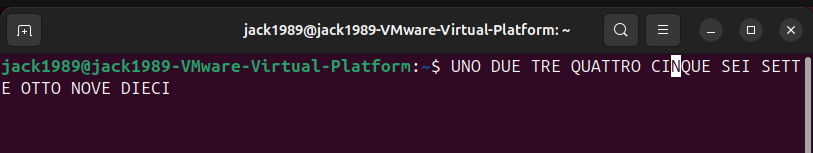 jack1989@jack1989-VMware-Virtual-Platform: ~
jack1989@jack1989-VMware-Virtual-Platform:~$ UNO DUE TRE QUATTRO CINQUE SEI SETT
E OTTO NOVE DIECI